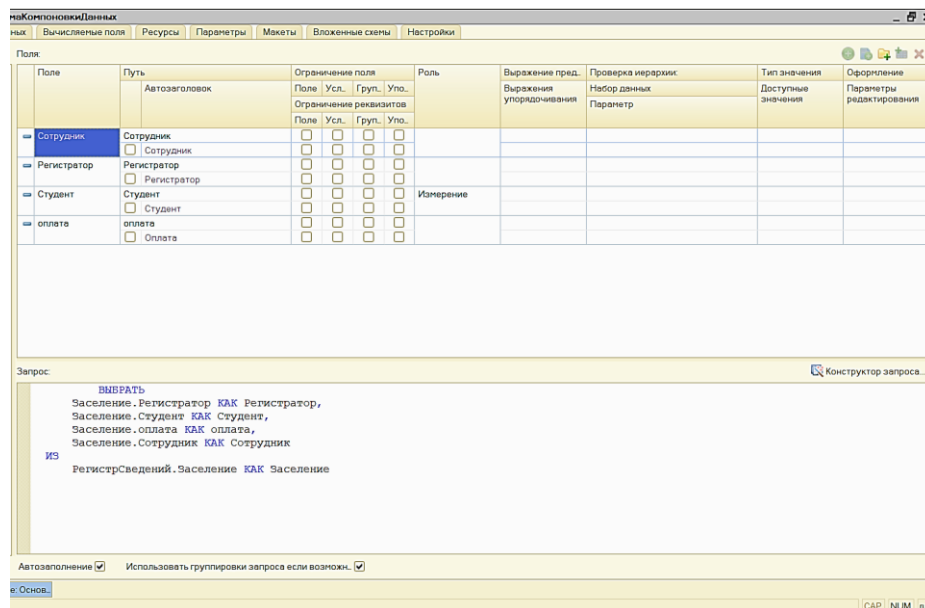 маКомпоновкиДанных
ных Вычисляемые поля Ресурсы Параметры Макеты Вложенные схемы Настройки
Поля:
Поле Путь Ограничение поля Роль Выражение пред.. Проверка иерархии: Тип значения Оформление
Автозаголовок Поле Усл.. Груп.. Упо.. Выражения упорядочивания Набор данных Доступные значения Параметры редактирования
Ограничение реквизитов Параметр
Поле Усл.. Груп.. Упо..
Сотрудник Сотрудник
Сотрудник
Регистратор Регистратор
Регистратор
Студент Студент Измерение
Студент
оплата оплата
Оплата
Запрос: Конструктор запроса...
ВЫБРАТЬ
Заселение.Регистратор КАК Регистратор,
Заселение.Студент КАК Студент,
Заселение.оплата КАК оплата,
Заселение.Сотрудник КАК Сотрудник
ИЗ
РегистрСведений.Заселение КАК Заселение
Автозаполнение Использовать группировки запроса если возможн..
е: Основ..
CAP NUM